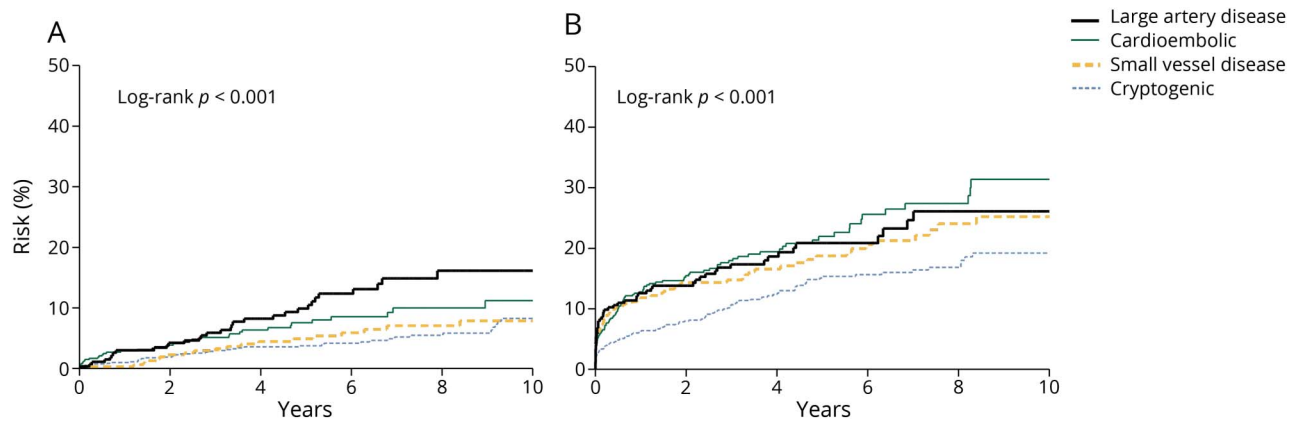 A
50
40
30
20
10
0
Risk (%)
Log-rank p < 0.001
0 2 4 6 8 10
Years
B
50
40
30
20
10
0
Log-rank p < 0.001
0 2 4 6 8 10
Years
Large artery disease
Cardioembolic
Small vessel disease
Cryptogenic